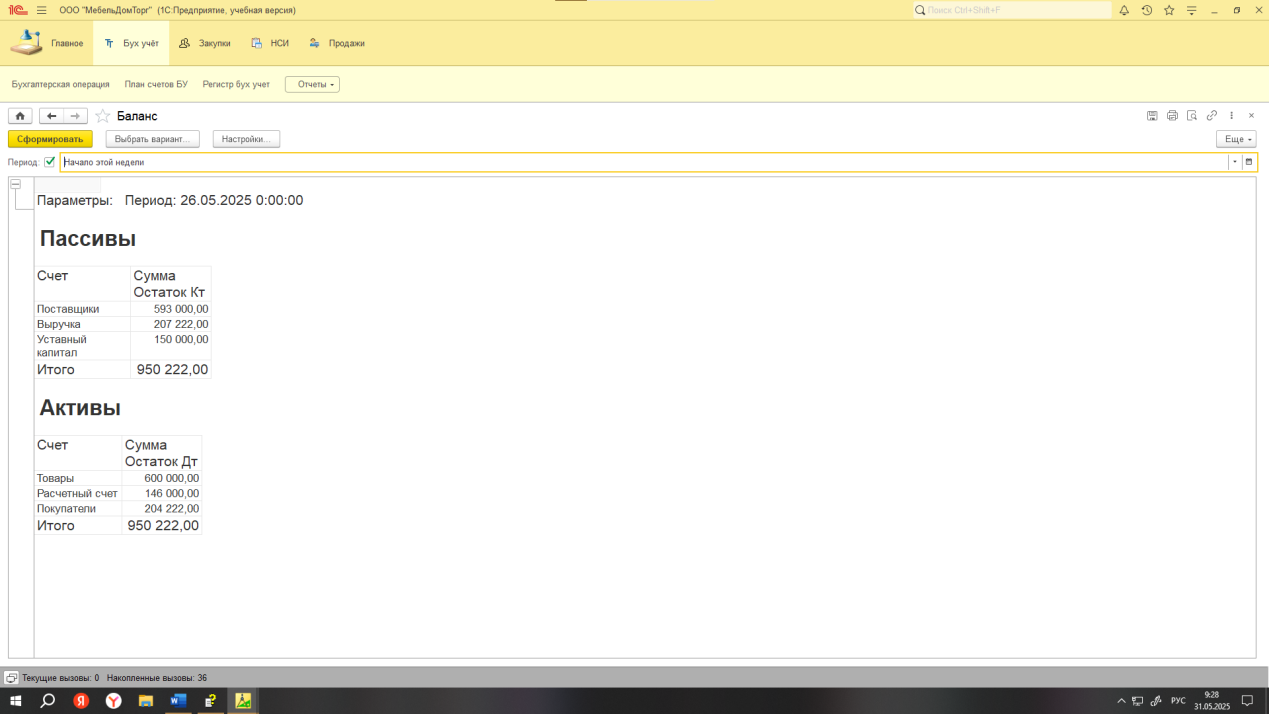 ООО "МебельДомТорг" (1С:Предприятие, учебная версия)
Поиск Ctrl+Shift+F
Главное
Бух учёт
Закупки
НСИ
Продажи
Бухгалтерская операция
План счетов БУ
Регистр бух учет
Отчеты
Баланс
Сформировать
Выбрать вариант...
Настройки...
Еще
Период:
Начало этой недели
Параметры: Период: 26.05.2025 0:00:00
Пассивы
Счет Сумма
Остаток Кт
Поставщики 593 000,00
Выручка 207 222,00
Уставный 150 000,00
капитал
Итого 950 222,00
Активы
Счет Сумма
Остаток Дт
Товары 600 000,00
Расчетный счет 146 000,00
Покупатели 204 222,00
Итого 950 222,00
Текущие вызовы: 0 Накопленные вызовы: 36
РУС
9:28
31.05.2025